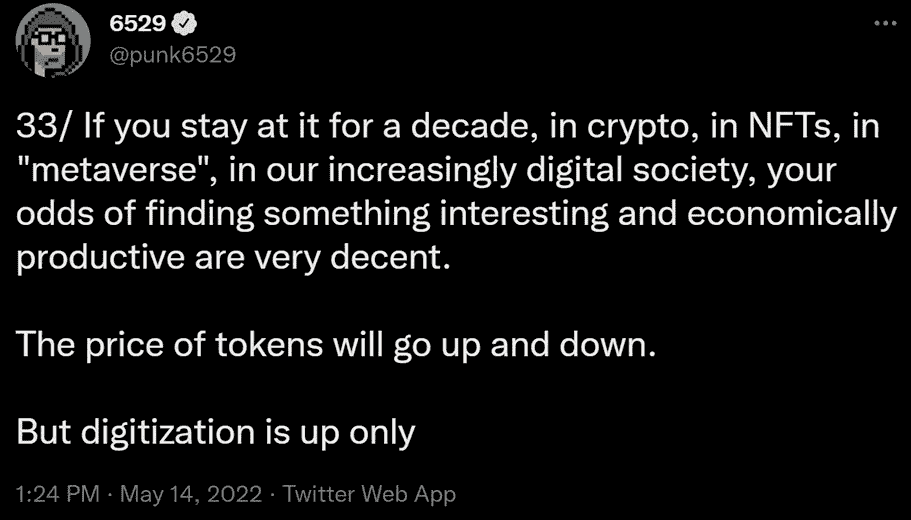 6529
@punk6529
33/ If you stay at it for a decade, in crypto, in NFTs, in
"metaverse", in our increasingly digital society, your
odds of finding something interesting and economically
productive are very decent.
The price of tokens will go up and down.
But digitization is up only
1:24 PM · May 14, 2022 · Twitter Web App